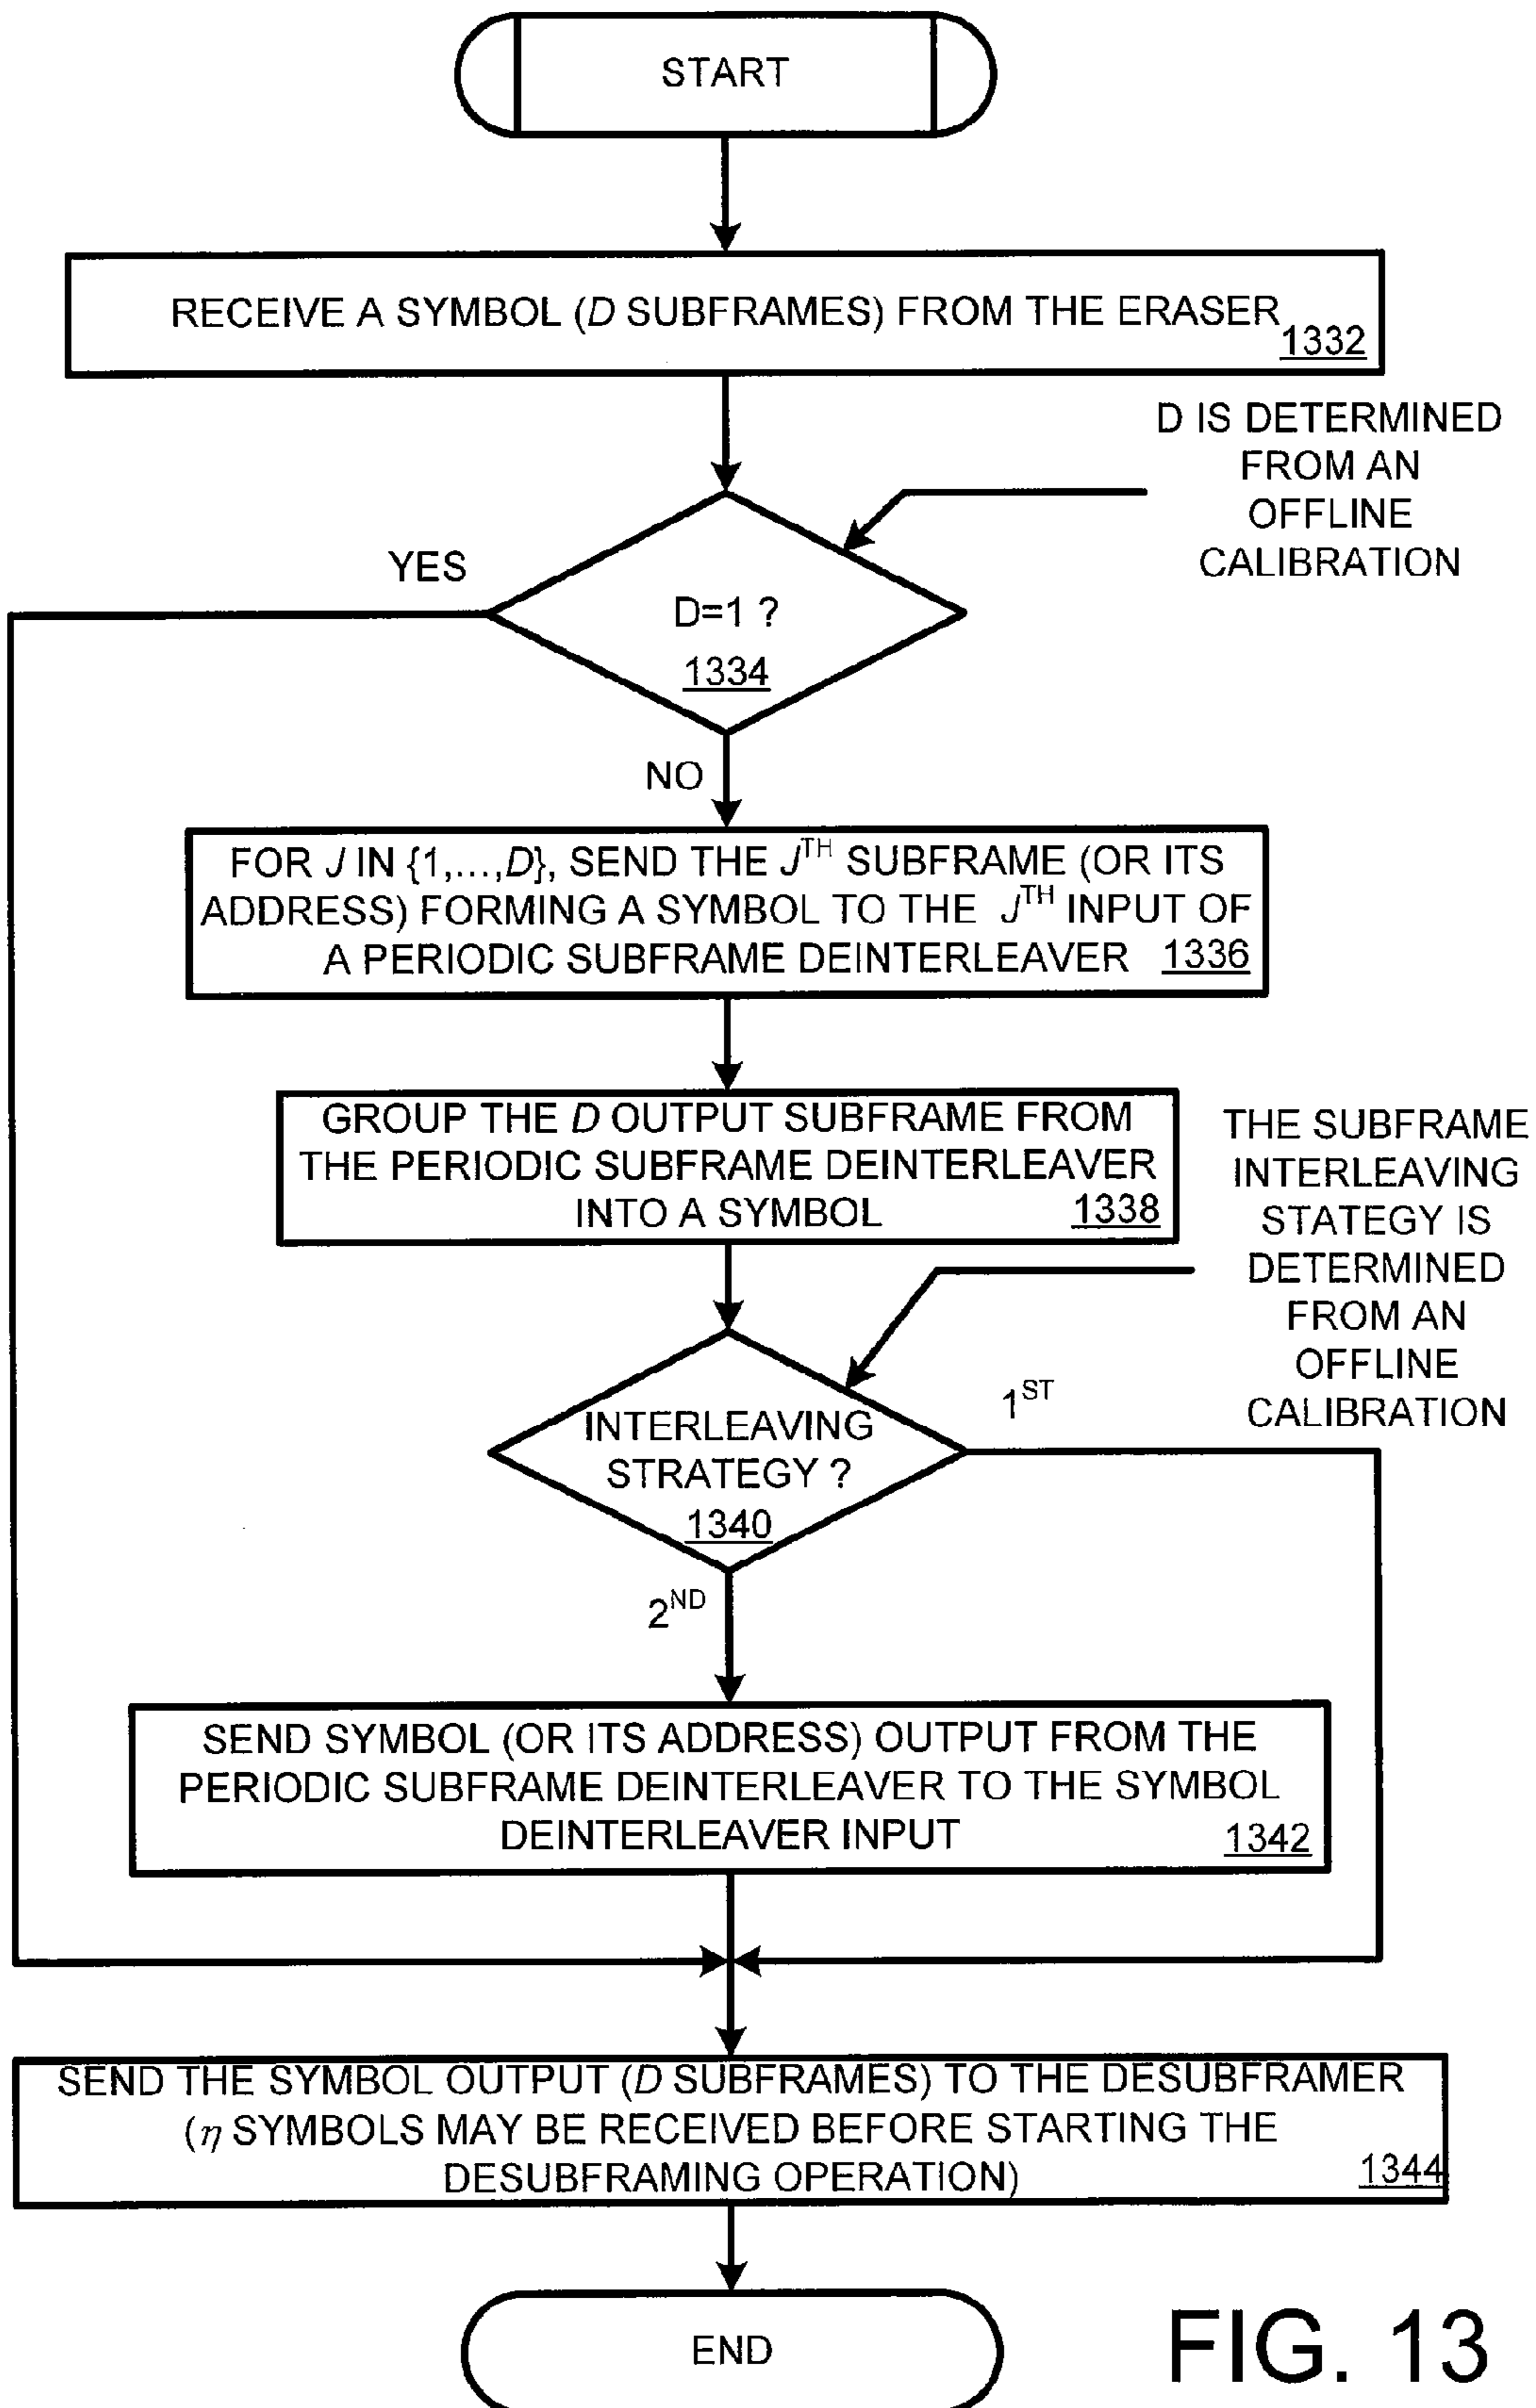 START
RECEIVE A SYMBOL (D SUBFRAMES) FROM THE ERASER
1332
D IS DETERMINED
FROM AN
OFFLINE
CALIBRATION
YES
D=1 ?
1334
NO
FOR J IN {1,...,D}, SEND THE J^TH SUBFRAME (OR ITS
ADDRESS) FORMING A SYMBOL TO THE J^TH INPUT OF
A PERIODIC SUBFRAME DEINTERLEAVER 1336
GROUP THE D OUTPUT SUBFRAME FROM
THE PERIODIC SUBFRAME DEINTERLEAVER
INTO A SYMBOL 1338
THE SUBFRAME
INTERLEAVING
STATEGY IS
DETERMINED
FROM AN
OFFLINE
CALIBRATION
1^ST
INTERLEAVING
STRATEGY ?
1340
2^ND
SEND SYMBOL (OR ITS ADDRESS) OUTPUT FROM THE
PERIODIC SUBFRAME DEINTERLEAVER TO THE SYMBOL
DEINTERLEAVER INPUT 1342
SEND THE SYMBOL OUTPUT (D SUBFRAMES) TO THE DESUBFRAMER
(η SYMBOLS MAY BE RECEIVED BEFORE STARTING THE
DESUBFRAMING OPERATION) 1344
END
FIG. 13